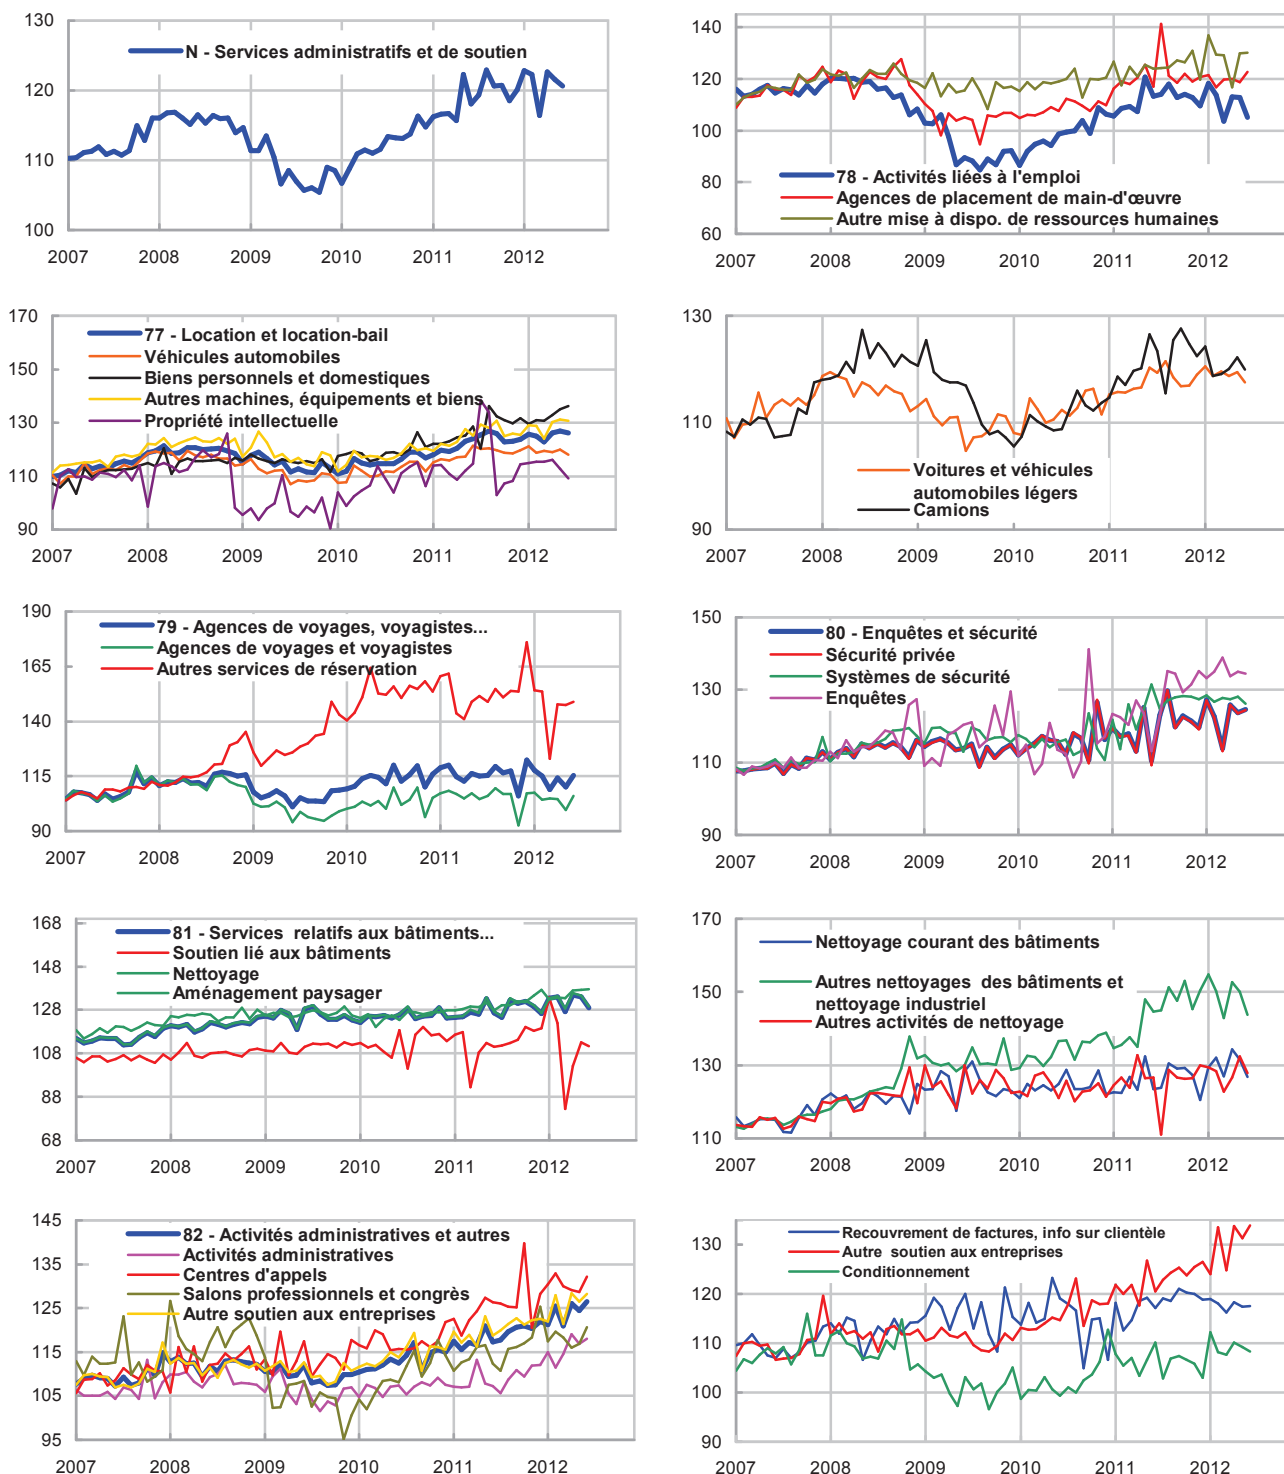 130
120
110
100
N - Services administratifs et de soutien
2007 2008 2009 2010 2011 2012
140
120
100
80
60
78 - Activités liées à l'emploi
Agences de placement de main-d'œuvre
Autre mise à dispo. de ressources humaines
2007 2008 2009 2010 2011 2012
170
150
130
110
90
77 - Location et location-bail
Véhicules automobiles
Biens personnels et domestiques
Autres machines, équipements et biens
Propriété intellectuelle
2007 2008 2009 2010 2011 2012
130
110
90
Voitures et véhicules
automobiles légers
Camions
2007 2008 2009 2010 2011 2012
190
165
140
115
90
79 - Agences de voyages, voyagistes...
Agences de voyages et voyagistes
Autres services de réservation
2007 2008 2009 2010 2011 2012
150
130
110
90
80 - Enquêtes et sécurité
Sécurité privée
Systèmes de sécurité
Enquêtes
2007 2008 2009 2010 2011 2012
168
148
128
108
88
68
81 - Services relatifs aux bâtiments...
Soutien lié aux bâtiments
Nettoyage
Aménagement paysager
2007 2008 2009 2010 2011 2012
170
150
130
110
Nettoyage courant des bâtiments
Autres nettoyages des bâtiments et
nettoyage industriel
Autres activités de nettoyage
2007 2008 2009 2010 2011 2012
145
135
125
115
105
95
82 - Activités administratives et autres
Activités administratives
Centres d'appels
Salons professionnels et congrès
Autre soutien aux entreprises
2007 2008 2009 2010 2011 2012
130
120
110
100
90
Recouvrement de factures, info sur clientèle
Autre soutien aux entreprises
Conditionnement
2007 2008 2009 2010 2011 2012